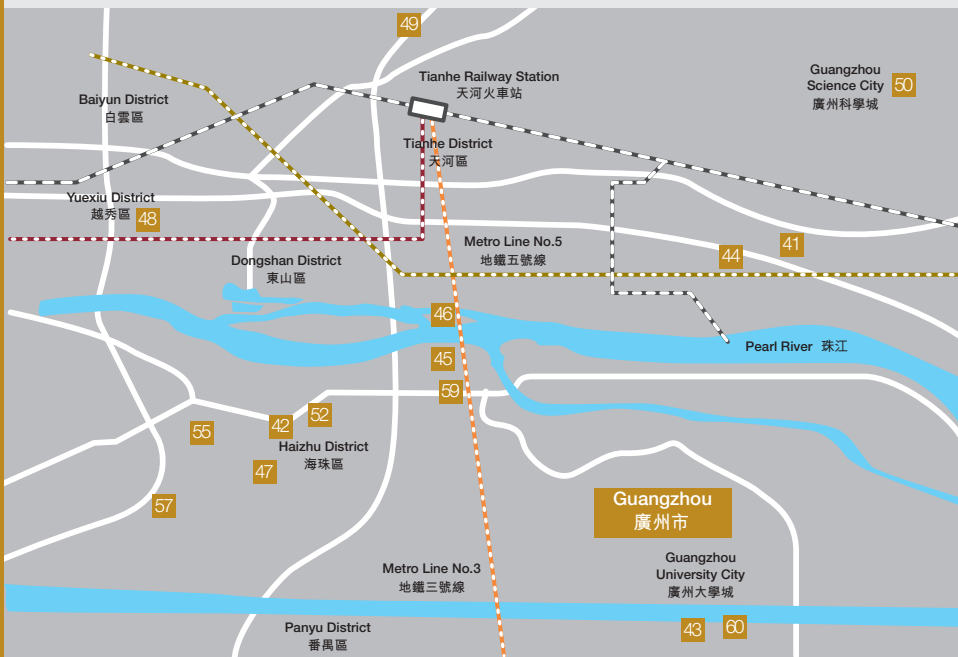 49
Tianhe Railway Station
天河火車站
Guangzhou
Science City
廣州科學城
50
Baiyun District
白雲區
Tianhe District
天河區
Yuexiu District
越秀區
48
Metro Line No.5
地鐵五號線
44
41
Dongshan District
東山區
46
Pearl River 珠江
45
59
52
42
55
Haizhu District
海珠區
47
57
Guangzhou
廣州市
Metro Line No.3
地鐵三號線
Guangzhou
University City
廣州大學城
Panyu District
番禺區
43
60